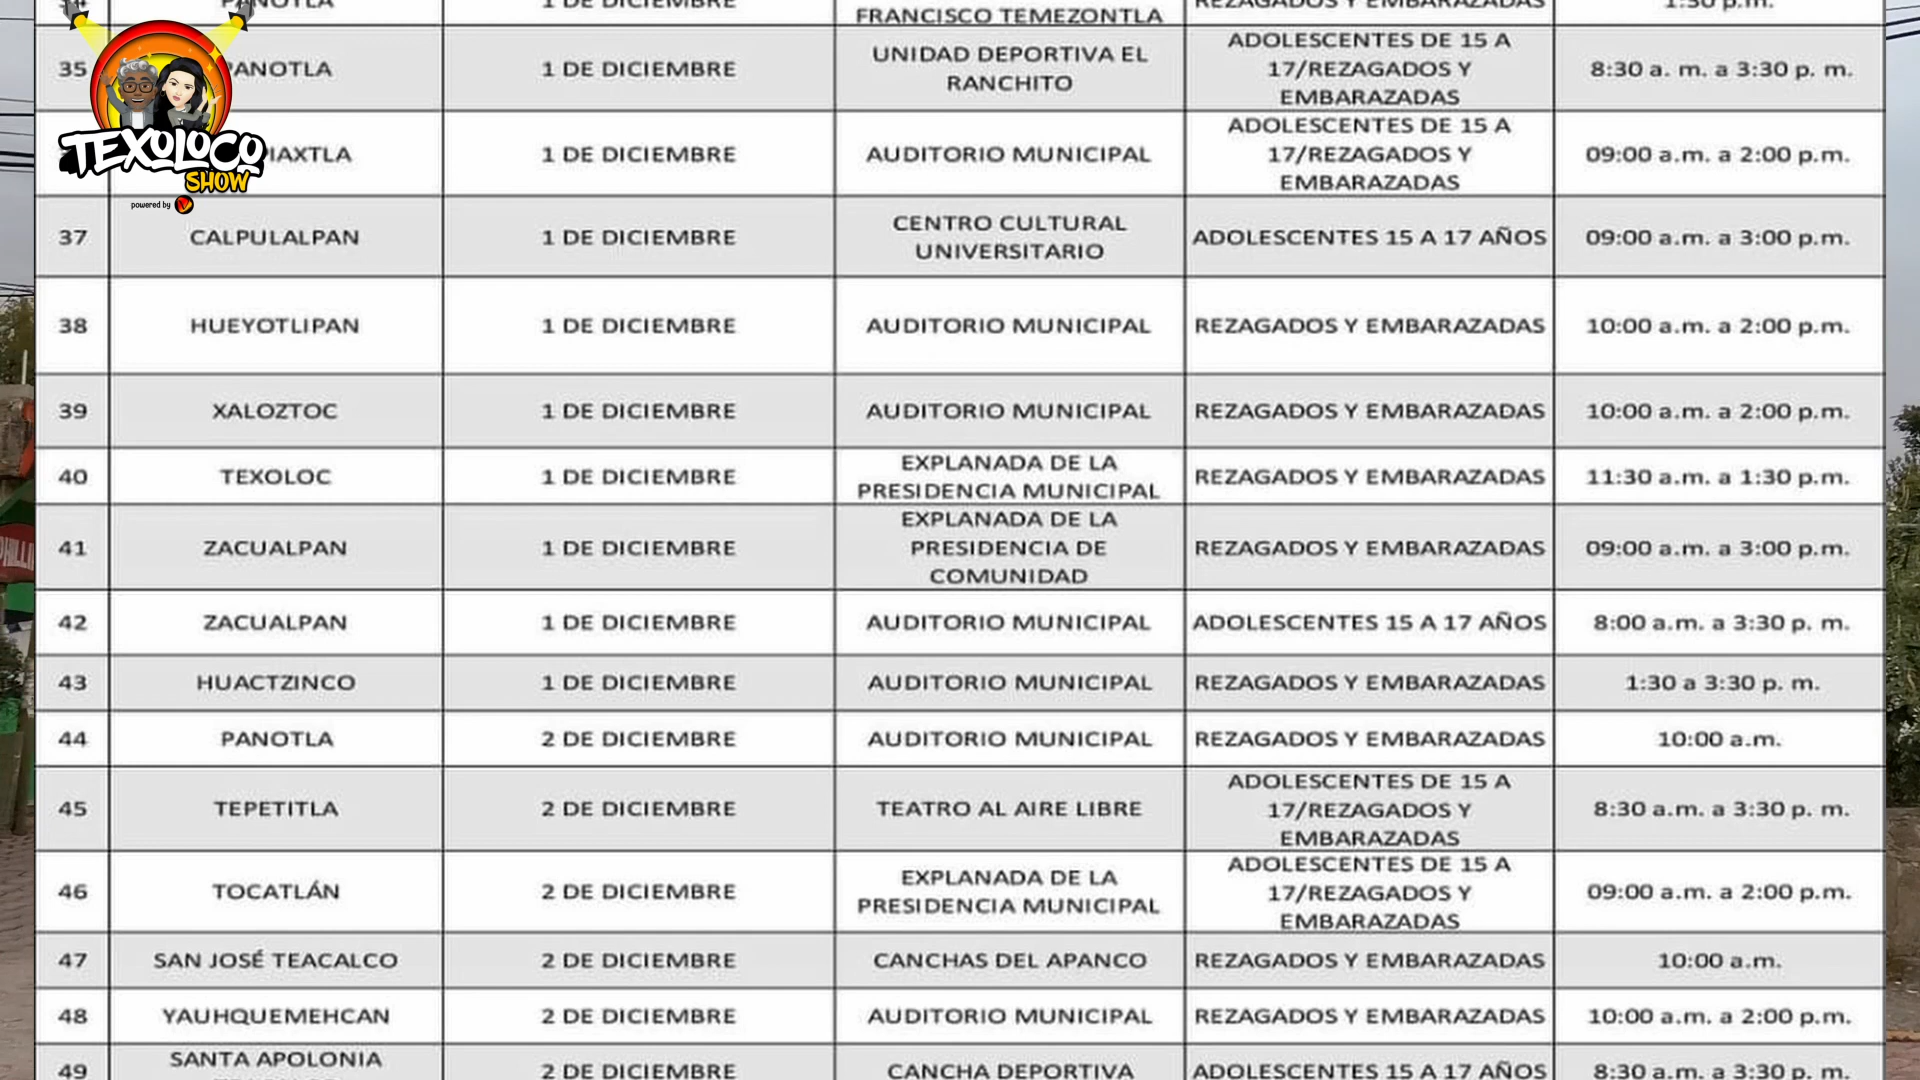 PANOTLA 1 DE DICIEMBRE FRANCISCO TEMEZONTLA REZAGADOS Y EMBARAZADAS 1:30 p.m.
35 PANOTLA 1 DE DICIEMBRE UNIDAD DEPORTIVA EL RANCHITO ADOLESCENTES DE 15 A 17/REZAGADOS Y EMBARAZADAS 8:30 a. m. a 3:30 p. m.
1 DE DICIEMBRE AUDITORIO MUNICIPAL ADOLESCENTES DE 15 A 17/REZAGADOS Y EMBARAZADAS 09:00 a.m. a 2:00 p.m.
TEXOLOCO
SHOW
powered by
37 CALPULALPAN 1 DE DICIEMBRE CENTRO CULTURAL UNIVERSITARIO ADOLESCENTES 15 A 17 AÑOS 09:00 a.m. a 3:00 p.m.
38 HUEYOTLIPAN 1 DE DICIEMBRE AUDITORIO MUNICIPAL REZAGADOS Y EMBARAZADAS 10:00 a.m. a 2:00 p.m.
39 XALOZTOC 1 DE DICIEMBRE AUDITORIO MUNICIPAL REZAGADOS Y EMBARAZADAS 10:00 a.m. a 2:00 p.m.
40 TEXOLOC 1 DE DICIEMBRE EXPLANADA DE LA PRESIDENCIA MUNICIPAL REZAGADOS Y EMBARAZADAS 11:30 a.m. a 1:30 p.m.
41 ZACUALPAN 1 DE DICIEMBRE EXPLANADA DE LA PRESIDENCIA DE COMUNIDAD REZAGADOS Y EMBARAZADAS 09:00 a.m. a 3:00 p.m.
42 ZACUALPAN 1 DE DICIEMBRE AUDITORIO MUNICIPAL ADOLESCENTES 15 A 17 AÑOS 8:00 a.m. a 3:30 p. m.
43 HUACTZINCO 1 DE DICIEMBRE AUDITORIO MUNICIPAL REZAGADOS Y EMBARAZADAS 1:30 a 3:30 p. m.
44 PANOTLA 2 DE DICIEMBRE AUDITORIO MUNICIPAL REZAGADOS Y EMBARAZADAS 10:00 a.m.
45 TEPETITLA 2 DE DICIEMBRE TEATRO AL AIRE LIBRE ADOLESCENTES DE 15 A 17/REZAGADOS Y EMBARAZADAS 8:30 a.m. a 3:30 p. m.
46 TOCATLÁN 2 DE DICIEMBRE EXPLANADA DE LA PRESIDENCIA MUNICIPAL ADOLESCENTES DE 15 A 17/REZAGADOS Y EMBARAZADAS 09:00 a.m. a 2:00 p.m.
47 SAN JOSÉ TEACALCO 2 DE DICIEMBRE CANCHAS DEL APANCO REZAGADOS Y EMBARAZADAS 10:00 a.m.
48 YAUHQUEMEHCAN 2 DE DICIEMBRE AUDITORIO MUNICIPAL REZAGADOS Y EMBARAZADAS 10:00 a.m. a 2:00 p.m.
49 SANTA APOLONIA 2 DE DICIEMBRE CANCHA DEPORTIVA ADOLESCENTES 15 A 17 AÑOS 8:30 a.m. a 3:30 p. m.